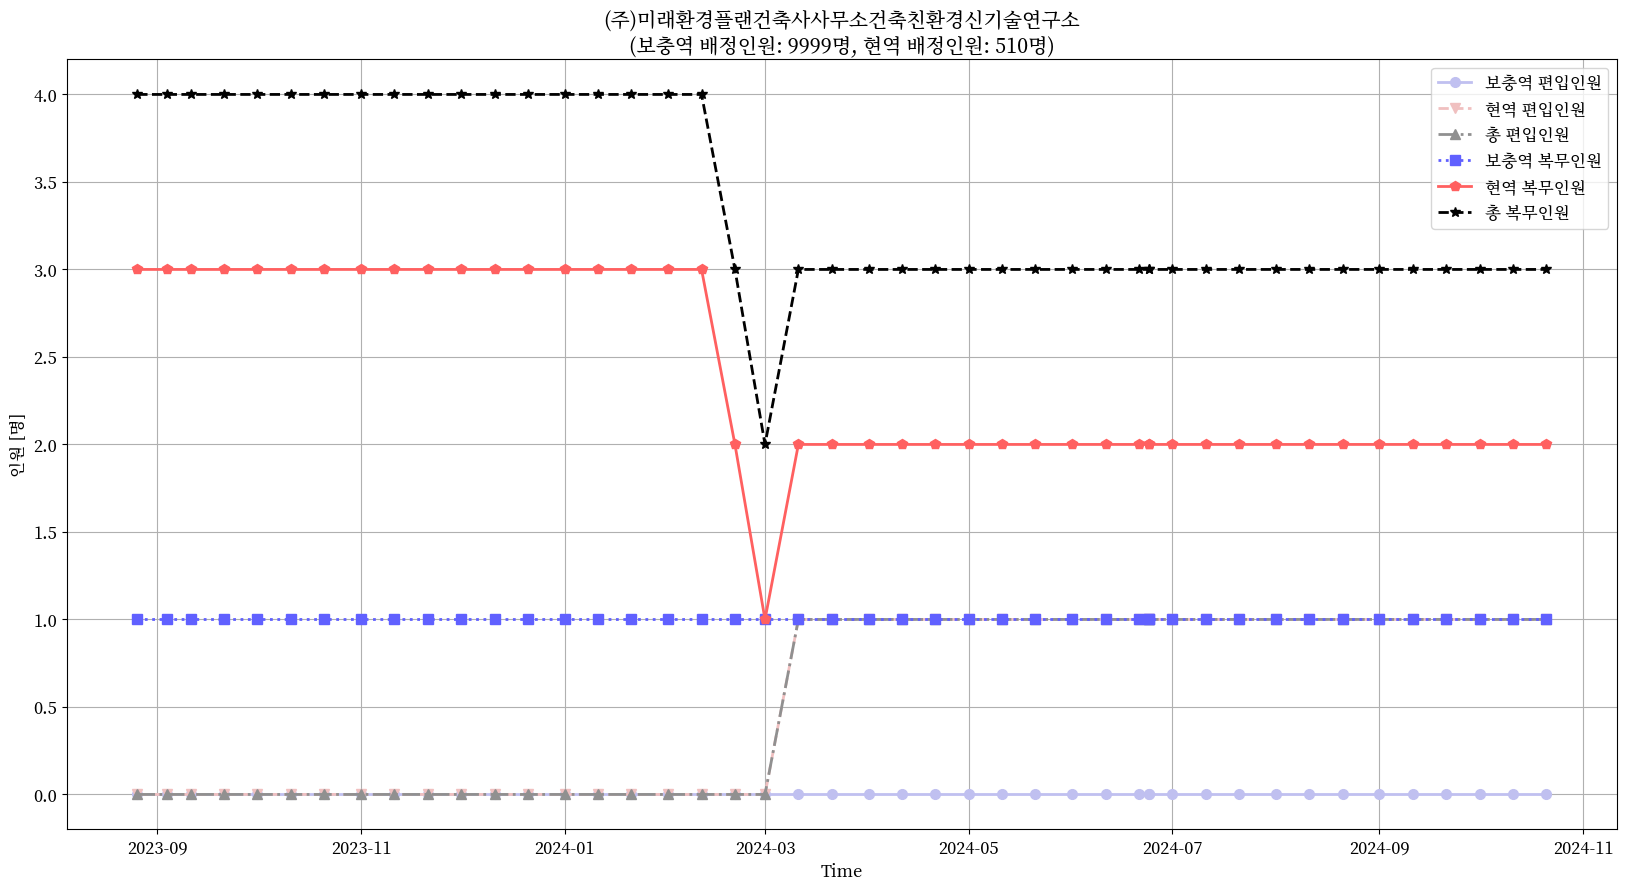 (주)미래환경플랜건축사사무소건축친환경신기술연구소
(보충역 배정인원: 9999명, 현역 배정인원: 510명)
보충역 편입인원
현역 편입인원
총 편입인원
보충역 복무인원
현역 복무인원
총 복무인원
인원 [명]
4.0
3.5
3.0
2.5
2.0
1.5
1.0
0.5
0.0
2023-09
2023-11
2024-01
2024-03
2024-05
2024-07
2024-09
2024-11
Time